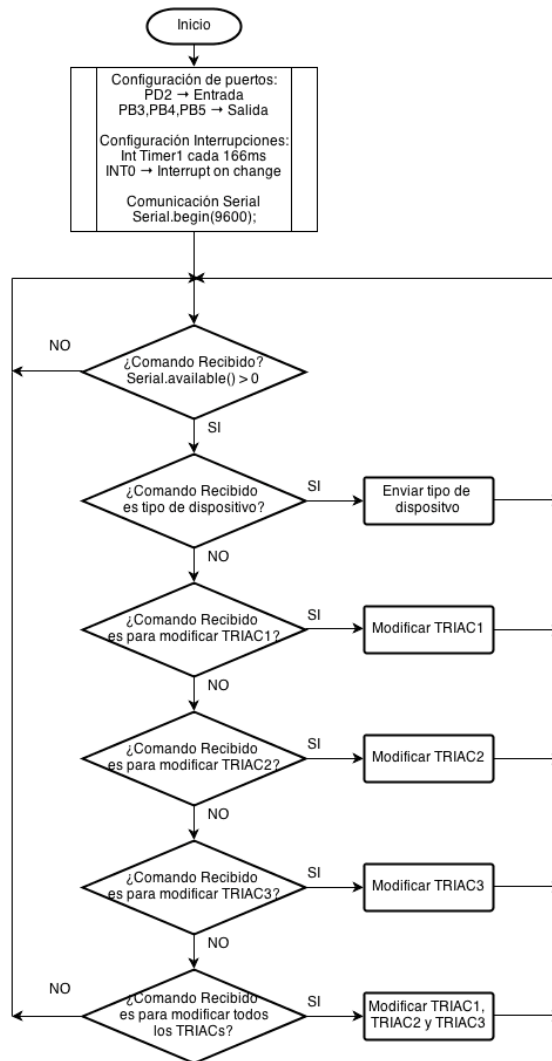 Inicio
Configuración de puertos:
PD2 → Entrada
PB3,PB4,PB5 → Salida
Configuración Interrupciones:
Int Timer1 cada 166ms
INT0 → Interrupt on change
Comunicación Serial
Serial.begin(9600);
NO
¿Comando Recibido?
Serial.available() > 0
SI
¿Comando Recibido
es tipo de dispositivo?
SI
Enviar tipo de
dispositvo
NO
¿Comando Recibido
es para modificar TRIAC1?
SI
Modificar TRIAC1
NO
¿Comando Recibido
es para modificar TRIAC2?
SI
Modificar TRIAC2
NO
¿Comando Recibido
es para modificar TRIAC3?
SI
Modificar TRIAC3
NO
NO
¿Comando Recibido
es para modificar todos
los TRIACs?
SI
Modificar TRIAC1,
TRIAC2 y TRIAC3